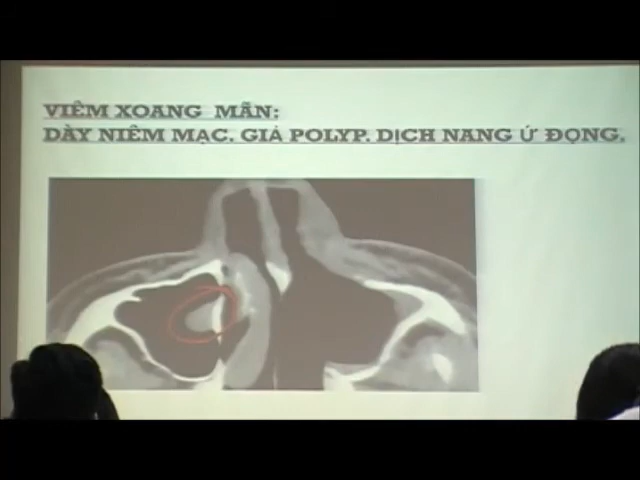 VIÊM XOANG MÃN:
DÀY NIÊM MẠC. GIẢ POLYP. DỊCH NANG Ứ ĐỌNG.